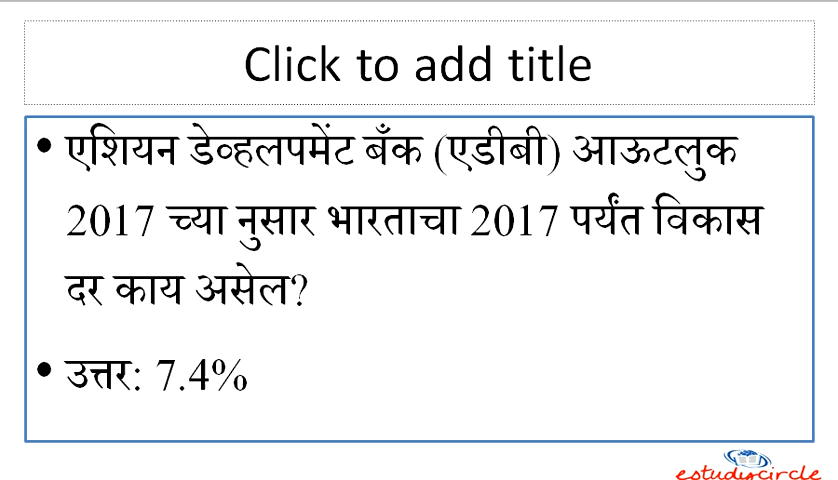 Click to add title
• एशियन डेव्हलपमेंट बँक (एडीबी) आऊटलुक
2017 च्या नुसार भारताचा 2017 पर्यंत विकास
दर काय असेल?
• उत्तर: 7.4%
estudycircle